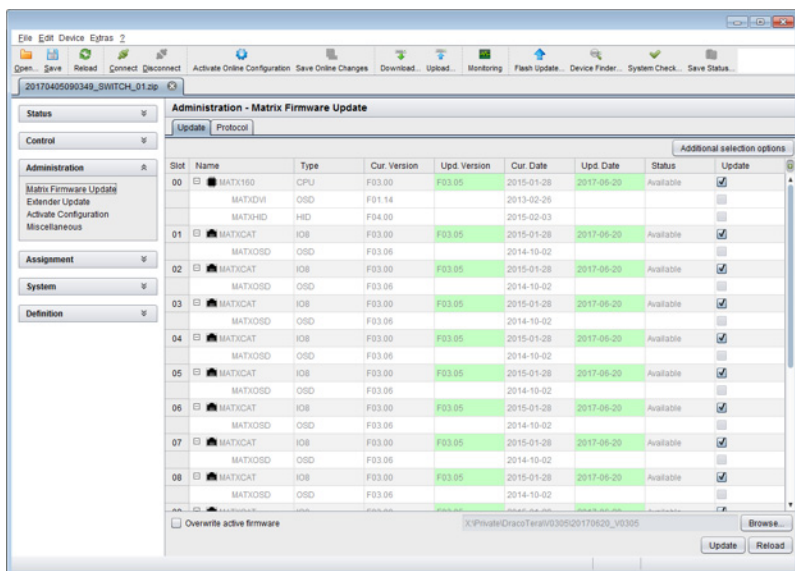 File Edit Device Extras ?
Open... Save Reload Connect Disconnect Activate Online Configuration Save Online Changes Download... Upload... Monitoring Flash Update... Device Finder... System Check... Save Status...
20170405090349_SWITCH_01.zip
Status
Control
Administration
Matrix Firmware Update
Extender Update
Activate Configuration
Miscellaneous
Assignment
System
Definition
Administration - Matrix Firmware Update
Update Protocol
Additional selection options
Slot Name Type Cur. Version Upd. Version Cur. Date Upd. Date Status Update
00 MATX160 CPU F03.00 F03.05 2015-01-28 2017-06-20 Available
MATXDVI OSD F01.14 2013-02-26
MATXHID HID F04.00 2015-02-03
01 MATXCAT IO8 F03.00 F03.05 2015-01-28 2017-06-20 Available
MATXOSD OSD F03.06 2014-10-02
02 MATXCAT IO8 F03.00 F03.05 2015-01-28 2017-06-20 Available
MATXOSD OSD F03.06 2014-10-02
03 MATXCAT IO8 F03.00 F03.05 2015-01-28 2017-06-20 Available
MATXOSD OSD F03.06 2014-10-02
04 MATXCAT IO8 F03.00 F03.05 2015-01-28 2017-06-20 Available
MATXOSD OSD F03.06 2014-10-02
05 MATXCAT IO8 F03.00 F03.05 2015-01-28 2017-06-20 Available
MATXOSD OSD F03.06 2014-10-02
06 MATXCAT IO8 F03.00 F03.05 2015-01-28 2017-06-20 Available
MATXOSD OSD F03.06 2014-10-02
07 MATXCAT IO8 F03.00 F03.05 2015-01-28 2017-06-20 Available
MATXOSD OSD F03.06 2014-10-02
08 MATXCAT IO8 F03.00 F03.05 2015-01-28 2017-06-20 Available
MATXOSD OSD F03.06 2014-10-02
Overwrite active firmware X:\Private\DracoTera\V0305\20170620_V0305 Browse...
Update Reload